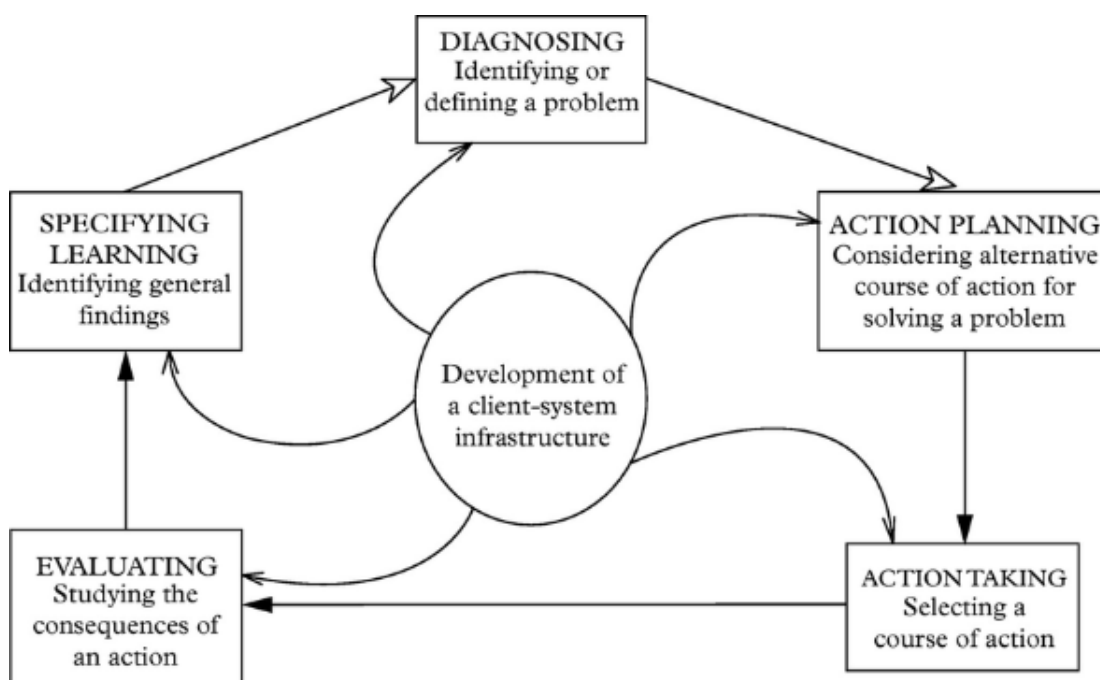 DIAGNOSING
Identifying or
defining a problem
SPECIFYING
LEARNING
Identifying general
findings
ACTION PLANNING
Considering alternative
course of action for
solving a problem
Development of
a client-system
infrastructure
EVALUATING
Studying the
consequences of
an action
ACTION TAKING
Selecting a
course of action